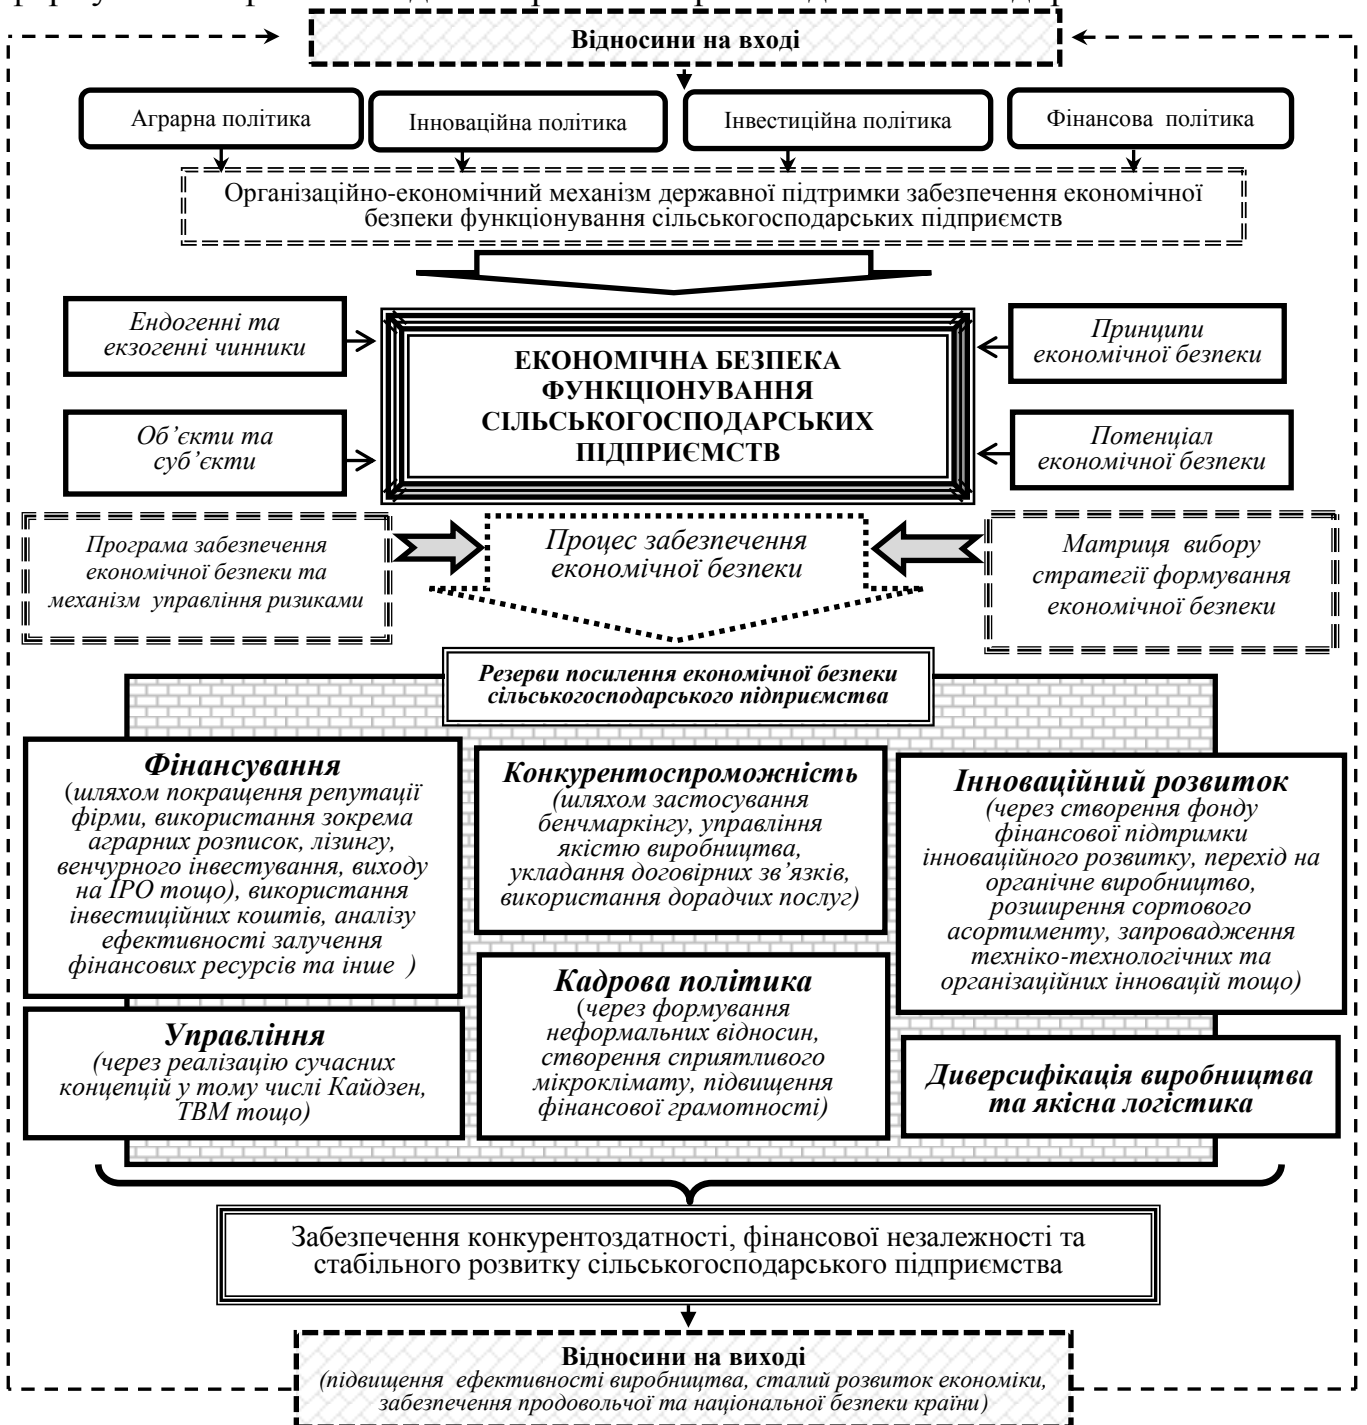 Відносини на вході
Аграрна політика
Інноваційна політика
Інвестиційна політика
Фінансова політика
Організаційно-економічний механізм державної підтримки забезпечення економічної
безпеки функціонування сільськогосподарських підприємств
Ендогенні та
екзогенні чинники
Об’єкти та
суб’єкти
ЕКОНОМІЧНА БЕЗПЕКА
ФУНКЦІОНУВАННЯ
СІЛЬСЬКОГОСПОДАРСЬКИХ
ПІДПРИЄМСТВ
Принципи
економічної безпеки
Потенціал
економічної безпеки
Програма забезпечення
економічної безпеки та
механізм управління ризиками
Процес забезпечення
економічної безпеки
Матриця вибору
стратегії формування
економічної безпеки
Резерви посилення економічної безпеки
сільськогосподарського підприємства
Фінансування
(шляхом покращення репутації
фірми, використання зокрема
аграрних розписок, лізингу,
венчурного інвестування, виходу
на IPO тощо), використання
інвестиційних коштів, аналізу
ефективності залучення
фінансових ресурсів та інше )
Управління
(через реалізацію сучасних
концепцій у тому числі Кайдзен,
ТВМ тощо)
Конкурентоспроможність
(шляхом застосування
бенчмаркінгу, управління
якістю виробництва,
укладання договірних зв’язків,
використання дорадчих послуг)
Кадрова політика
(через формування
неформальних відносин,
створення сприятливого
мікроклімату, підвищення
фінансової грамотності)
Інноваційний розвиток
(через створення фонду
фінансової підтримки
інноваційного розвитку, перехід на
органічне виробництво,
розширення сортового
асортименту, запровадження
техніко-технологічних та
організаційних інновацій тощо)
Диверсифікація виробництва
та якісна логістика
Забезпечення конкурентоздатності, фінансової незалежності та
стабільного розвитку сільськогосподарського підприємства
Відносини на виході
(підвищення ефективності виробництва, сталий розвиток економіки,
забезпечення продовольчої та національної безпеки країни)